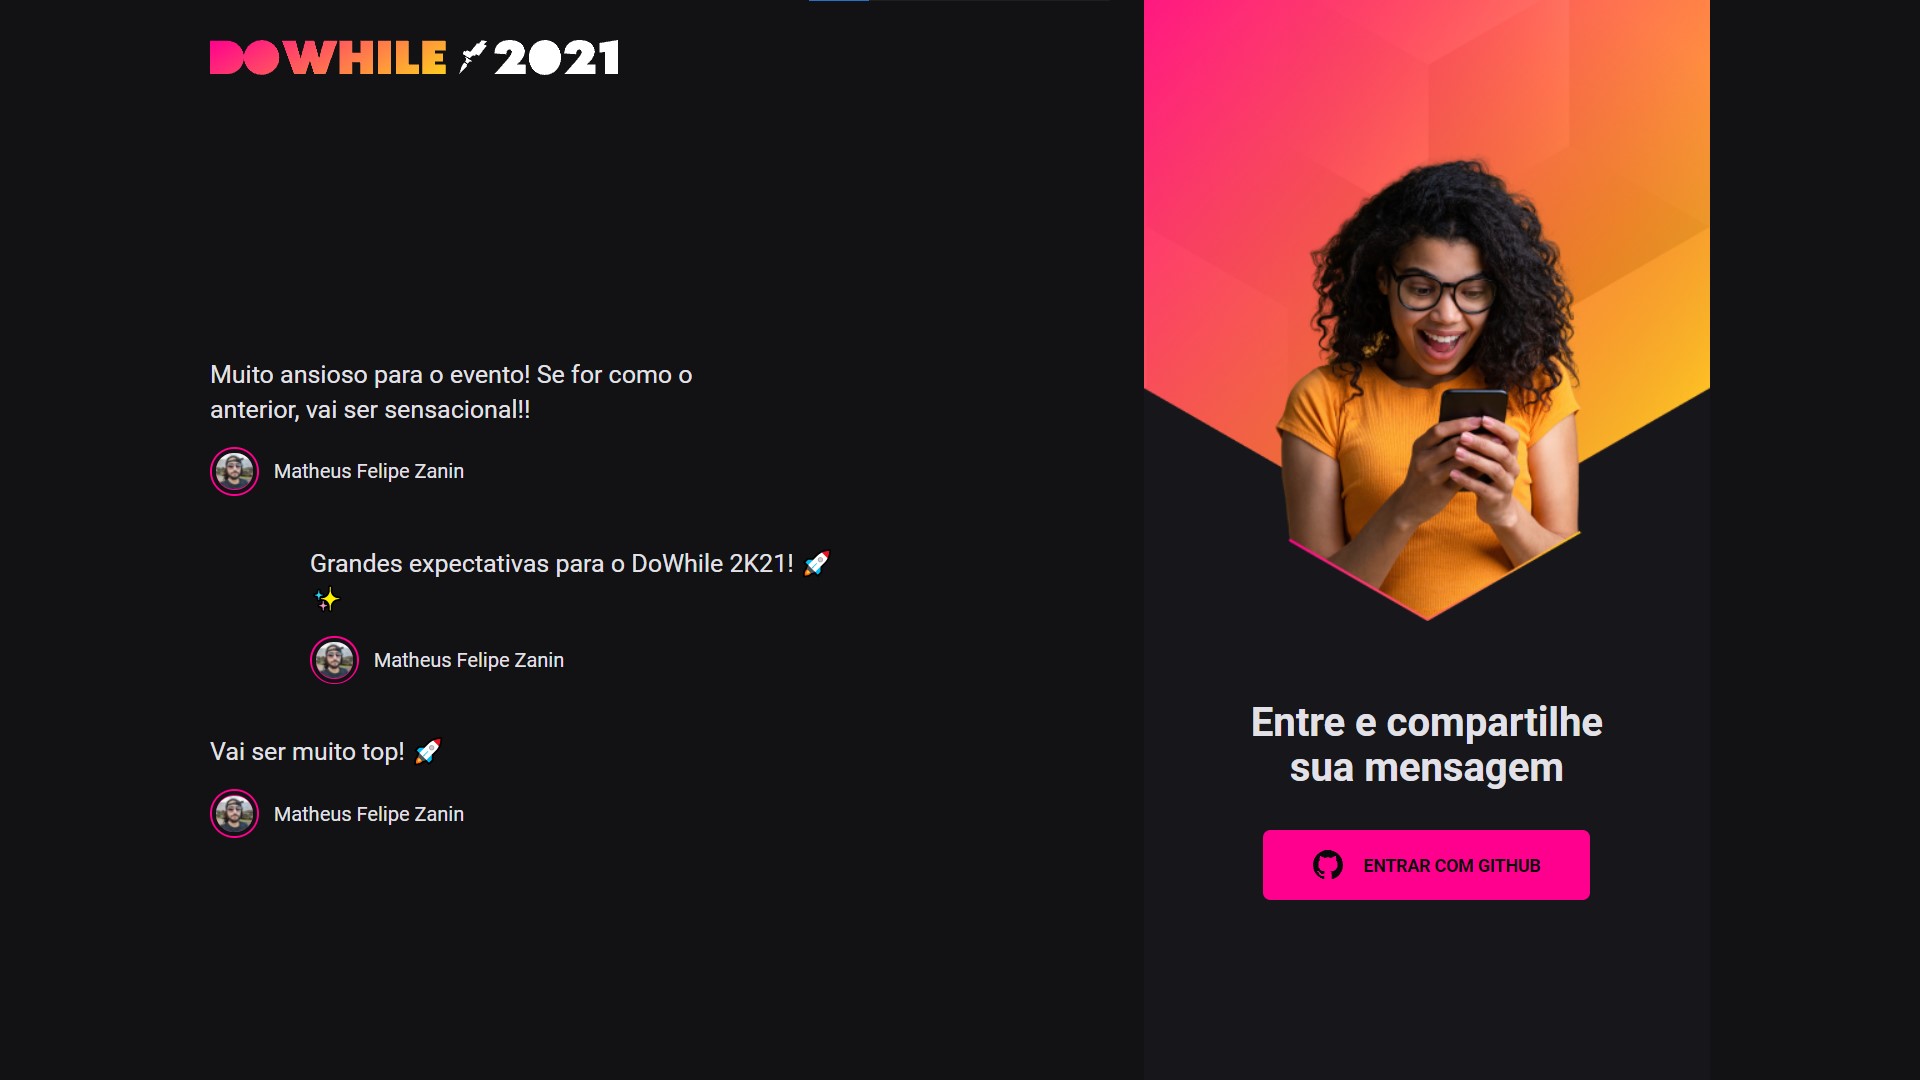 DOWHILE 2021
Muito ansioso para o evento! Se for como o
anterior, vai ser sensacional!!
Matheus Felipe Zanin
Grandes expectativas para o DoWhile 2K21! 🚀
✨
Matheus Felipe Zanin
Vai ser muito top! 🚀
Matheus Felipe Zanin
Entre e compartilhe
sua mensagem
ENTRAR COM GITHUB